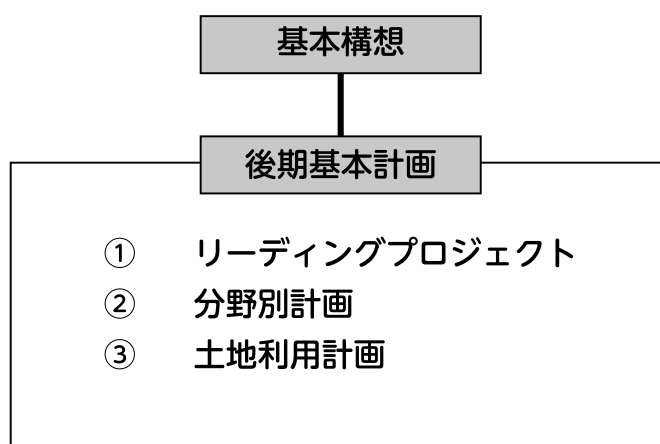 基本構想
後期基本計画
① リーディングプロジェクト
② 分野別計画
③ 土地利用計画